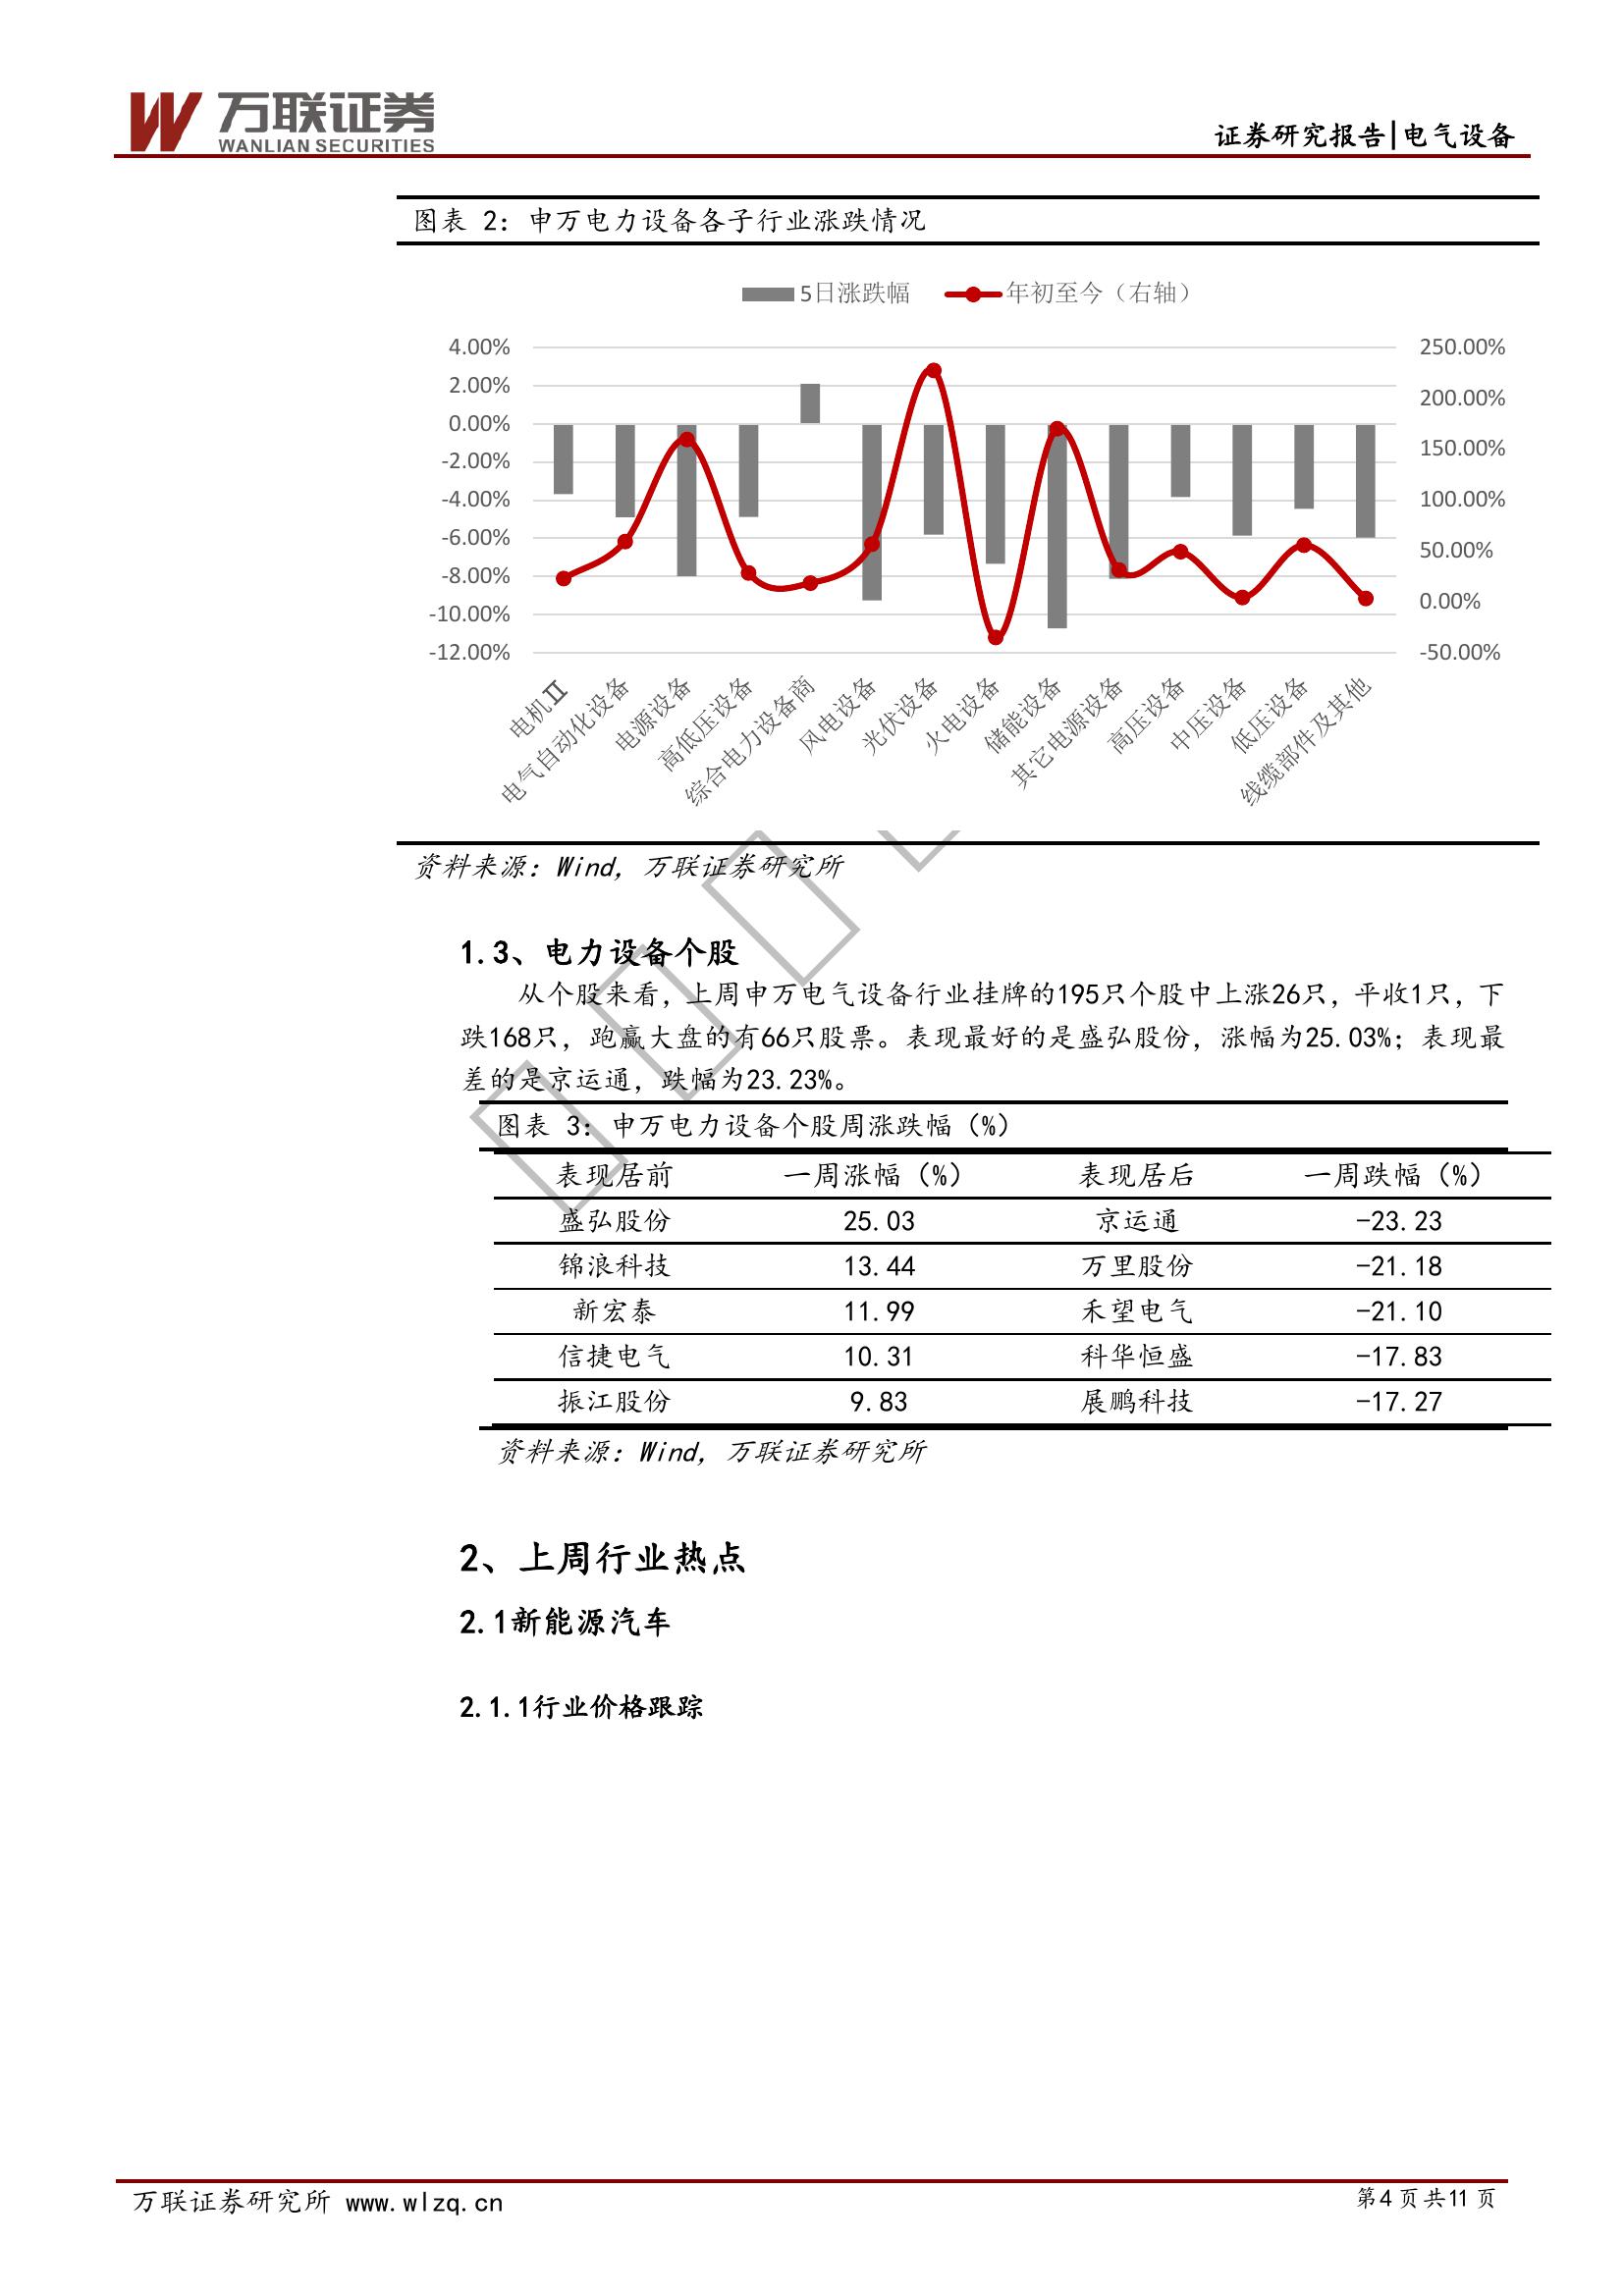 万联证券
WANLIAN SECURITIES
证券研究报告|电气设备
图表 2：申万电力设备各子行业涨跌情况
5日涨跌幅 年初至今（右轴）
4.00% 250.00%
2.00% 200.00%
0.00% 150.00%
-2.00% 100.00%
-4.00% 50.00%
-6.00% 0.00%
-8.00% -50.00%
-10.00%
-12.00%
电机Ⅱ
电气自动化设备
电源设备
高低压设备
综合电力设备商
风电设备
光伏设备
火电设备
储能设备
其它电源设备
高压设备
中压设备
低压设备
线缆部件及其他
资料来源：Wind，万联证券研究所
1.3、电力设备个股
从个股来看，上周申万电气设备行业挂牌的195只个股中上涨26只，平收1只，下
跌168只，跑赢大盘的有66只股票。表现最好的是盛弘股份，涨幅为25.03%；表现最
差的是京运通，跌幅为23.23%。
图表 3：申万电力设备个股周涨跌幅（%）
表现居前 一周涨幅（%） 表现居后 一周跌幅（%）
盛弘股份 25.03 京运通 -23.23
锦浪科技 13.44 万里股份 -21.18
新宏泰 11.99 禾望电气 -21.10
信捷电气 10.31 科华恒盛 -17.83
振江股份 9.83 展鹏科技 -17.27
资料来源：Wind，万联证券研究所
2、上周行业热点
2.1新能源汽车
2.1.1行业价格跟踪
万联证券研究所 www.wlzq.cn 第4页共11页